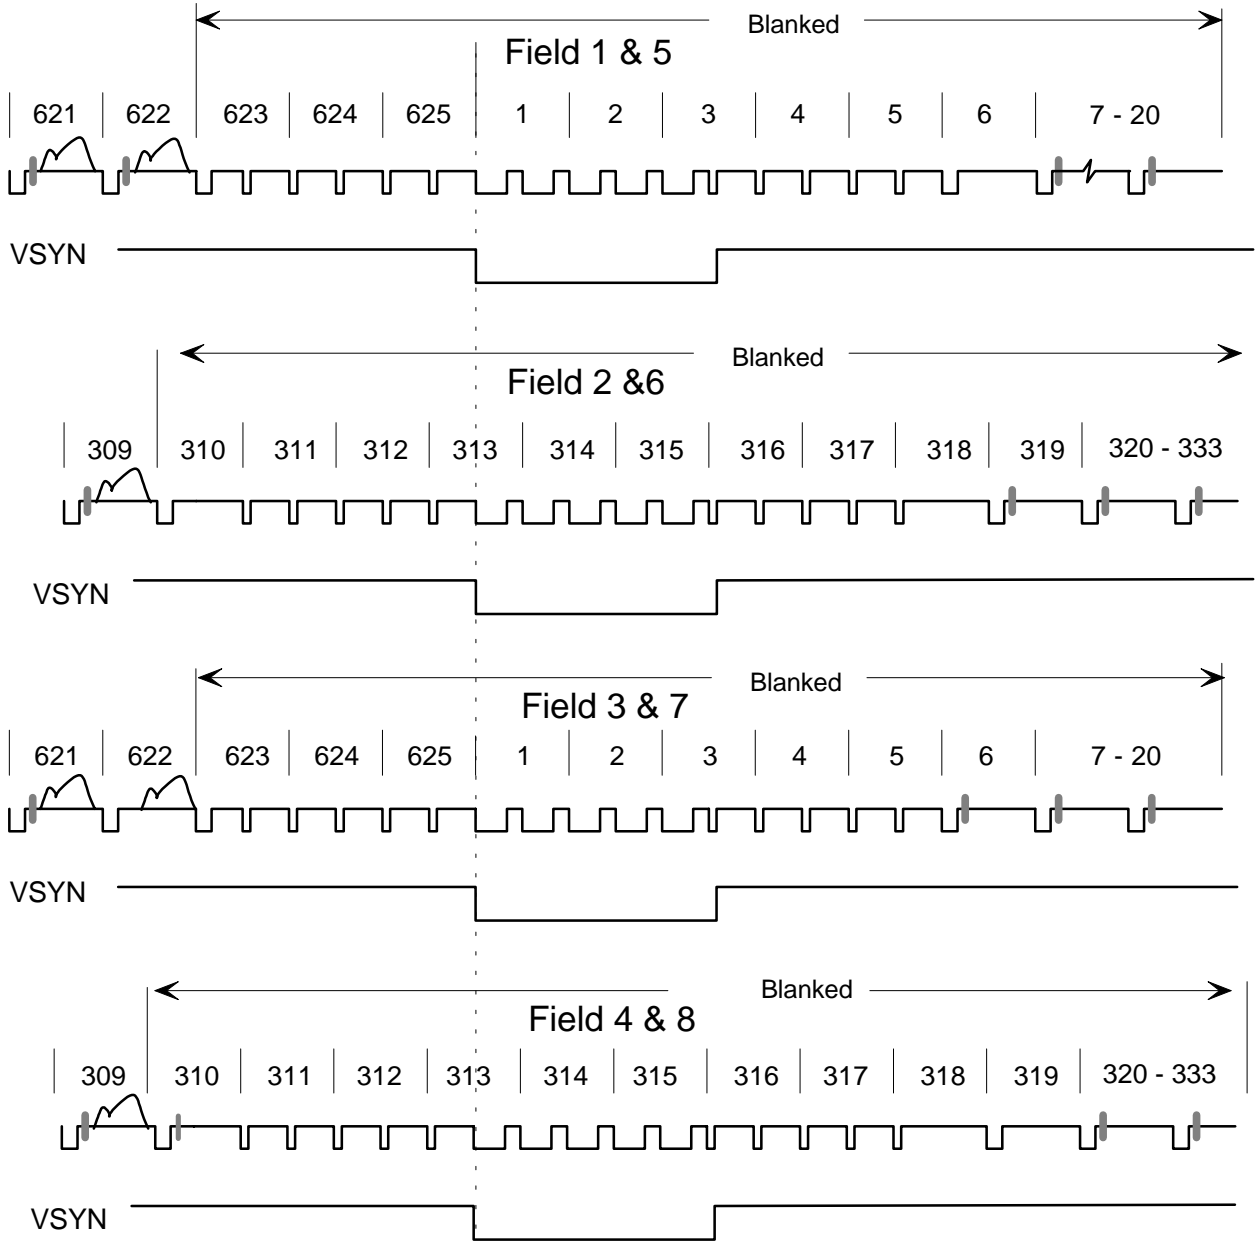 Blanked
Field 1 & 5
621 622 623 624 625 1 2 3 4 5 6 7 - 20
VSYN
Blanked
Field 2 &6
309 310 311 312 313 314 315 316 317 318 319 320 - 333
VSYN
Blanked
Field 3 & 7
621 622 623 624 625 1 2 3 4 5 6 7 - 20
VSYN
Blanked
Field 4 & 8
309 310 311 312 313 314 315 316 317 318 319 320 - 333
VSYN